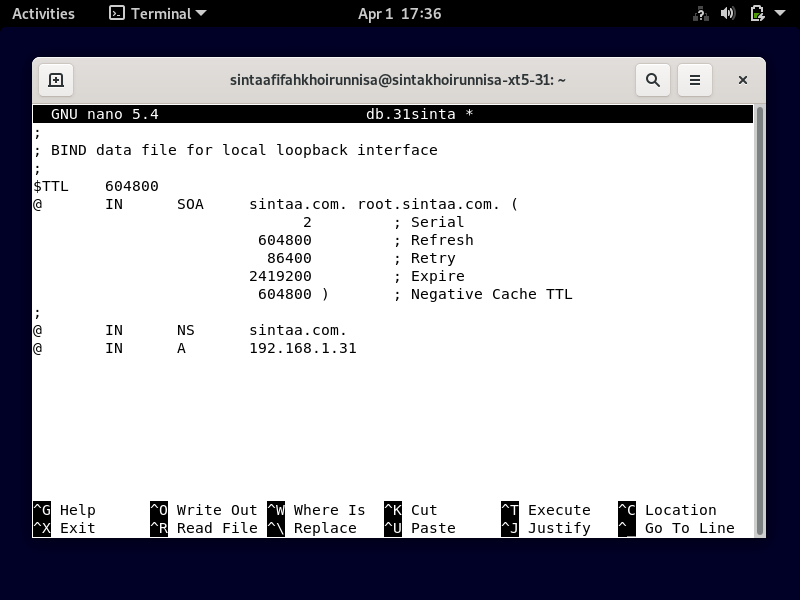 Activities Terminal Apr 1 17:36
sintaafifahkhoirunnisa@sintakhoirunnisa-xt5-31: ~
GNU nano 5.4 db.31sinta *
;
; BIND data file for local loopback interface
;
$TTL 604800
@ IN SOA sintaa.com. root.sintaa.com. (
2 ; Serial
604800 ; Refresh
86400 ; Retry
2419200 ; Expire
604800 ) ; Negative Cache TTL
;
@ IN NS sintaa.com.
@ IN A 192.168.1.31
^G Help ^O Write Out ^W Where Is ^K Cut ^T Execute ^C Location
^X Exit ^R Read File ^\ Replace ^U Paste ^J Justify ^_ Go To Line